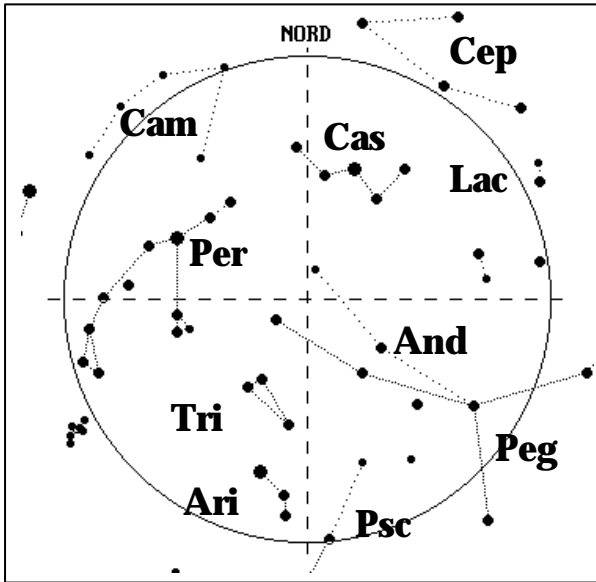 NORD
Cep
Cam
Cas
Lac
Per
And
Tri
Peg
Ari
Psc